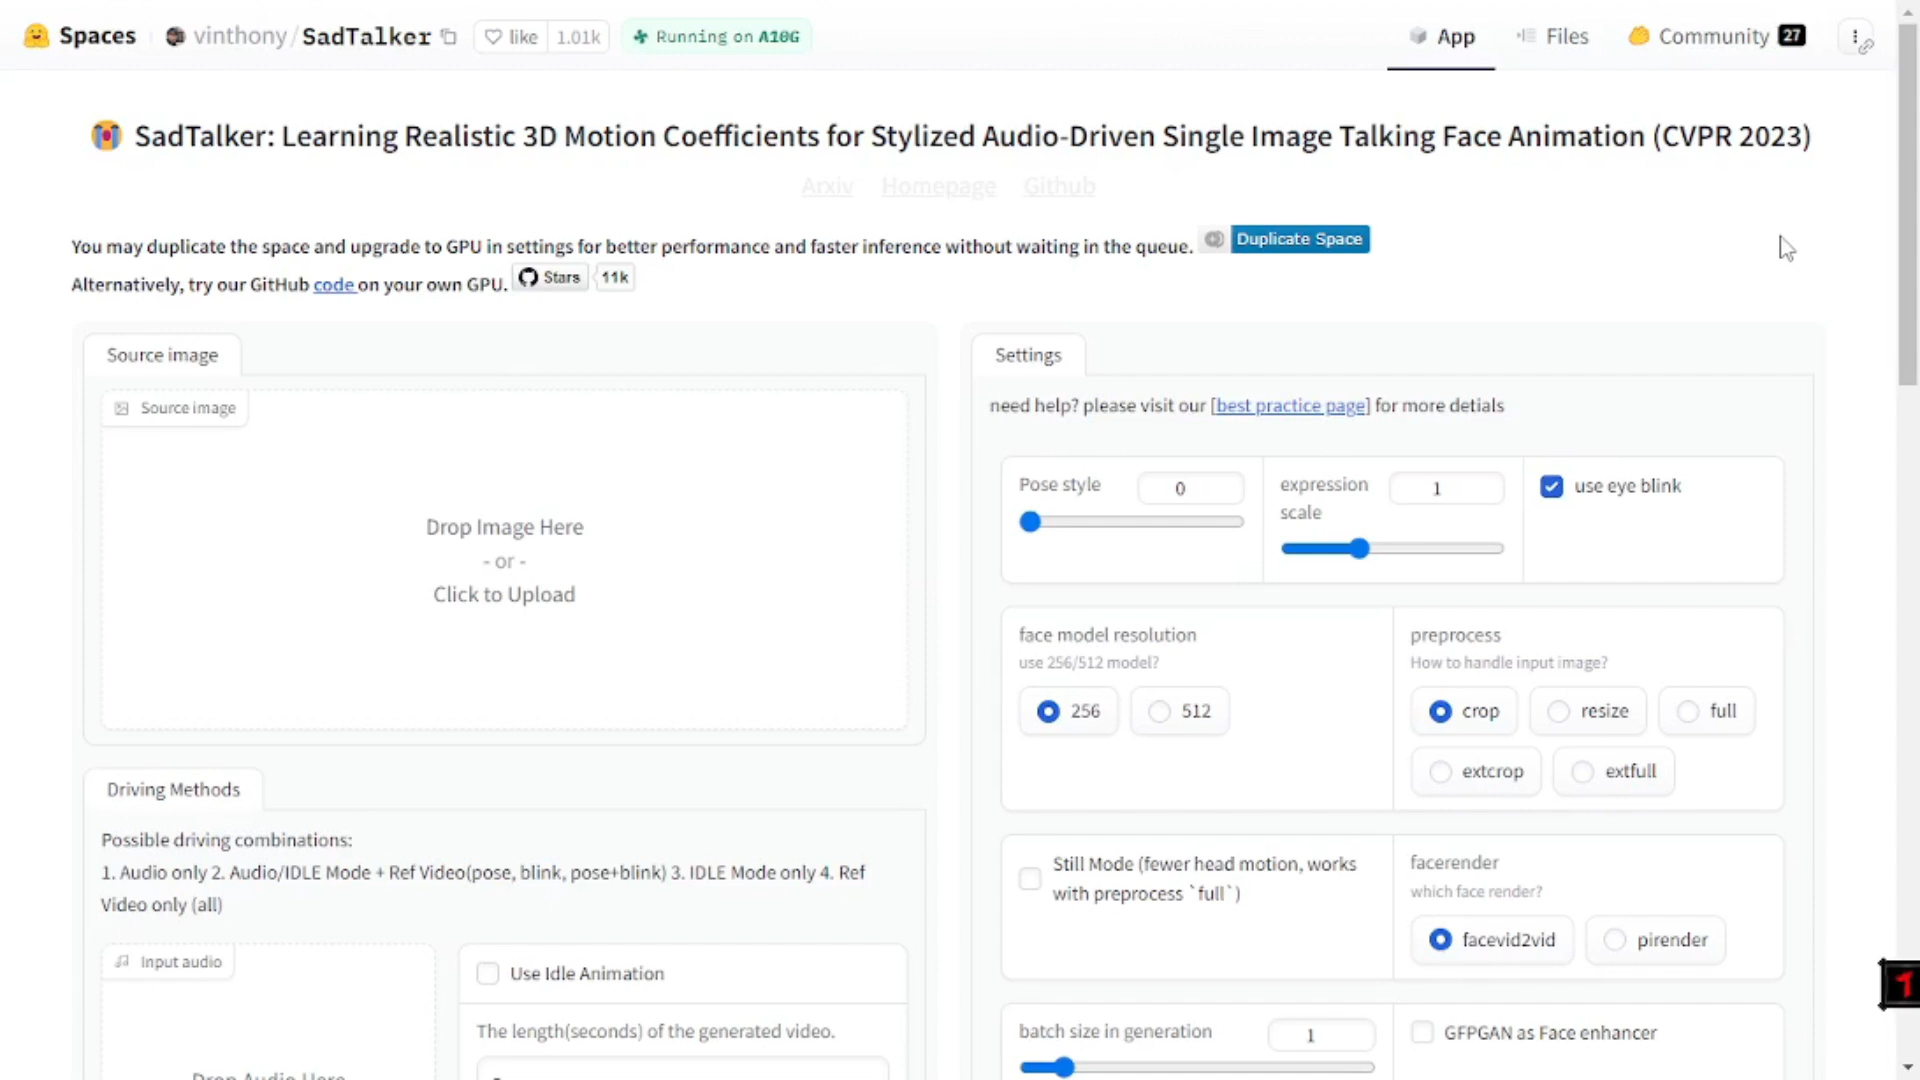 Spaces
vinthony/SadTalker
like 1.01k
Running on A10G
App
Files
Community 27
SadTalker: Learning Realistic 3D Motion Coefficients for Stylized Audio-Driven Single Image Talking Face Animation (CVPR 2023)
Arxiv Homepage Github
You may duplicate the space and upgrade to GPU in settings for better performance and faster inference without waiting in the queue. Duplicate Space
Alternatively, try our GitHub code on your own GPU. Stars 11k
Source image
Source image
Drop Image Here
- or -
Click to Upload
Driving Methods
Possible driving combinations:
1. Audio only 2. Audio/IDLE Mode + Ref Video(pose, blink, pose+blink) 3. IDLE Mode only 4. Ref
Video only (all)
Input audio
Drop Audio Here
Use Idle Animation
The length(seconds) of the generated video.
Settings
need help? please visit our [best practice page] for more detials
Pose style 0
expression
scale
1
use eye blink
face model resolution
use 256/512 model?
256 512
preprocess
How to handle input image?
crop resize full
extcrop extfull
Still Mode (fewer head motion, works
with preprocess `full`)
facerender
which face render?
facevid2vid pirender
batch size in generation 1
GFPGAN as Face enhancer